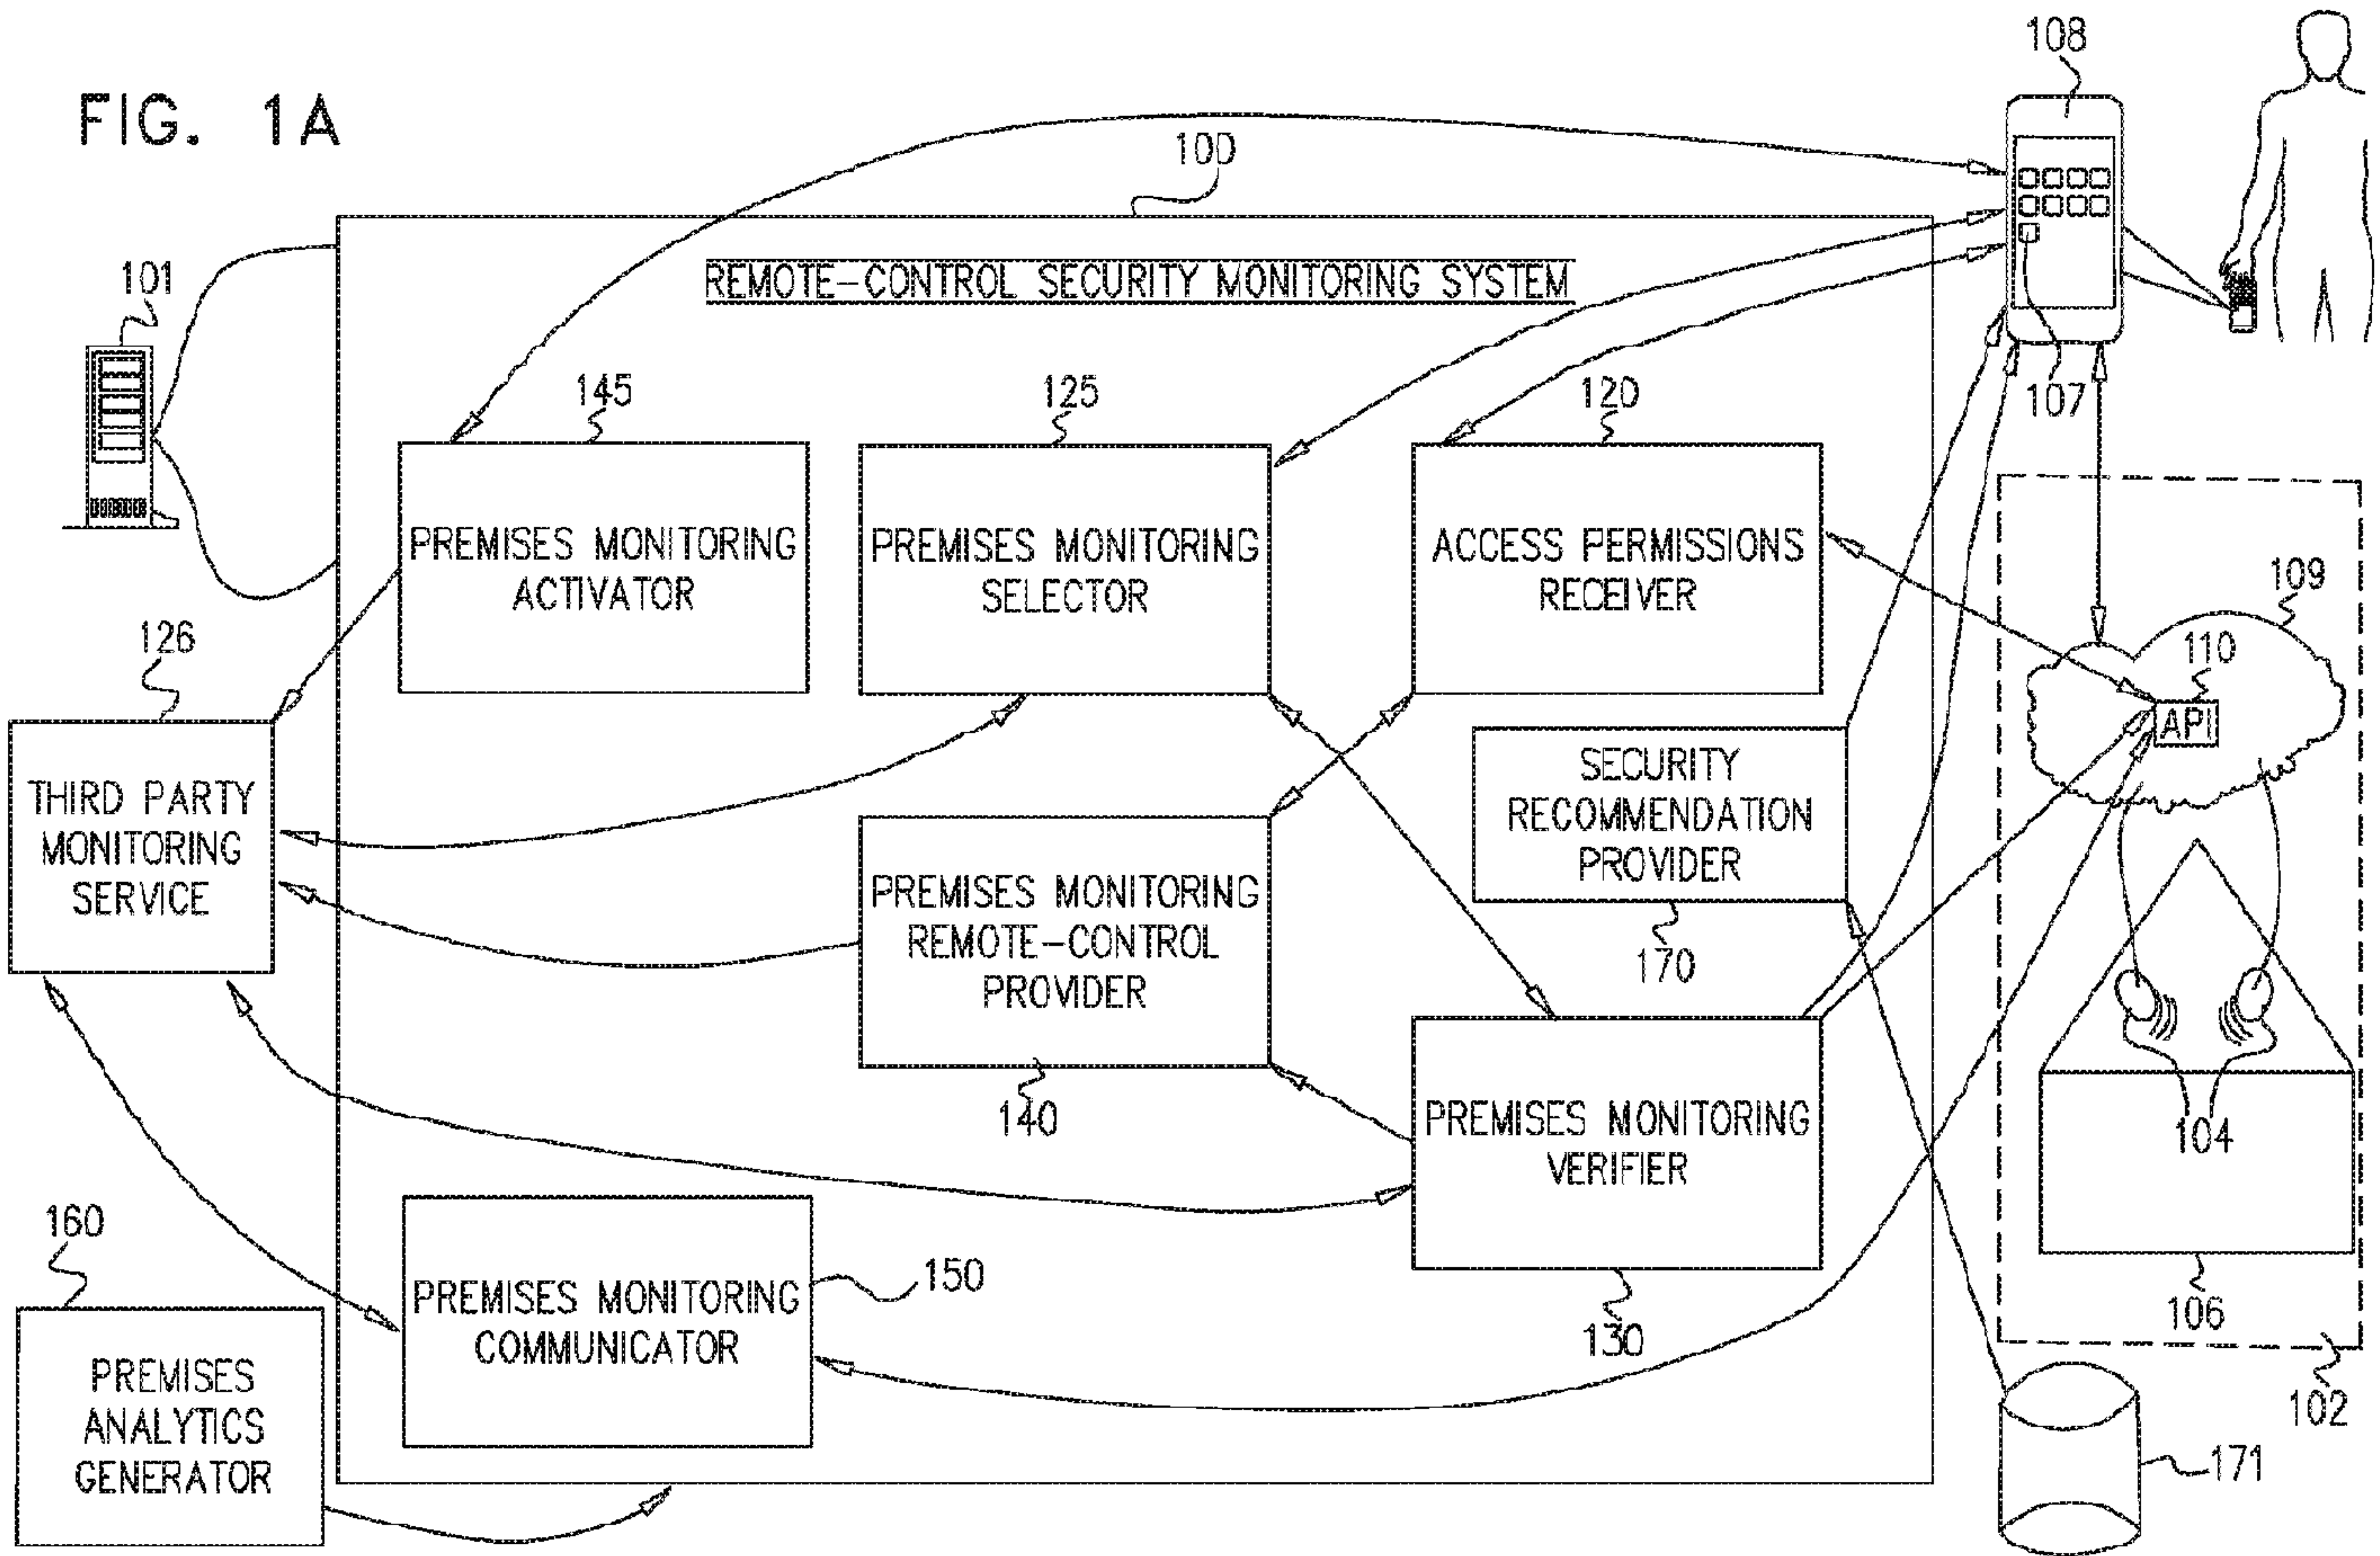 FIG. 1A
108
100
101
REMOTE-CONTROL SECURITY MONITORING SYSTEM
107
145
125
120
PREMISES MONITORING
ACTIVATOR
PREMISES MONITORING
SELECTOR
ACCESS PERMISSIONS
RECEIVER
109
110
API
126
THIRD PARTY
MONITORING
SERVICE
SECURITY
RECOMMENDATION
PROVIDER
170
PREMISES MONITORING
REMOTE-CONTROL
PROVIDER
140
PREMISES MONITORING
VERIFIER
130
104
106
102
160
PREMISES
ANALYTICS
GENERATOR
PREMISES MONITORING
COMMUNICATOR
150
171